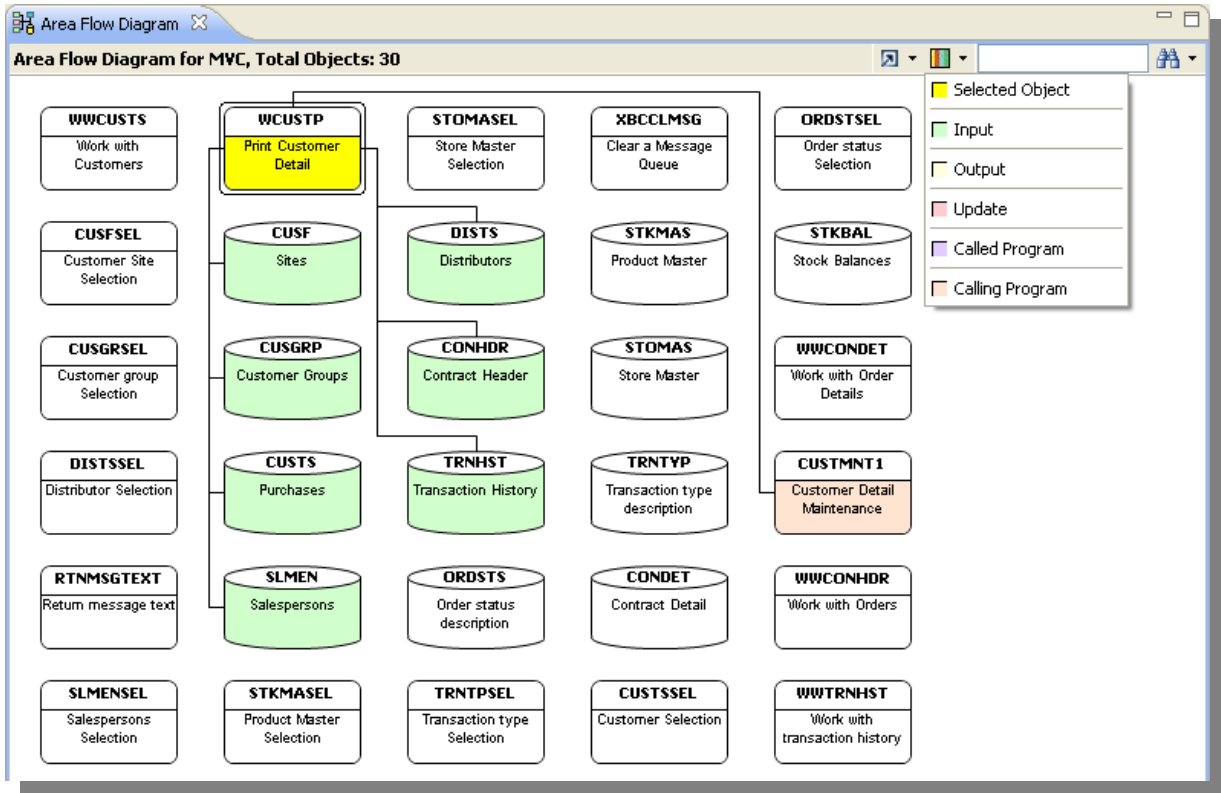 Area Flow Diagram
Area Flow Diagram for MVC, Total Objects: 30
Selected Object
Input
Output
Update
Called Program
Calling Program
WWCUSTS
Work with
Customers
WCUSTP
Print Customer
Detail
STOMASEL
Store Master
Selection
XBCCLMSG
Clear a Message
Queue
ORDSTSEL
Order status
Selection
CUSFSEL
Customer Site
Selection
CUSF
Sites
DISTS
Distributors
STKMAS
Product Master
STKBAL
Stock Balances
CUSGRSEL
Customer group
Selection
CUSGRP
Customer Groups
CONHDR
Contract Header
STOMAS
Store Master
WWCONDET
Work with Order
Details
DISTSSEL
Distributor Selection
CUSTS
Purchases
TRNHST
Transaction History
TRNTYP
Transaction type
description
CUSTMNT1
Customer Detail
Maintenance
RTNMSGTEXT
Return message text
SLMEN
Salespersons
ORDSTS
Order status
description
CONDET
Contract Detail
WWCONHDR
Work with Orders
SLMENSEL
Salespersons
Selection
STKMASEL
Product Master
Selection
TRNTPSEL
Transaction type
Selection
CUSTSSEL
Customer Selection
WWTRNHST
Work with
transaction history